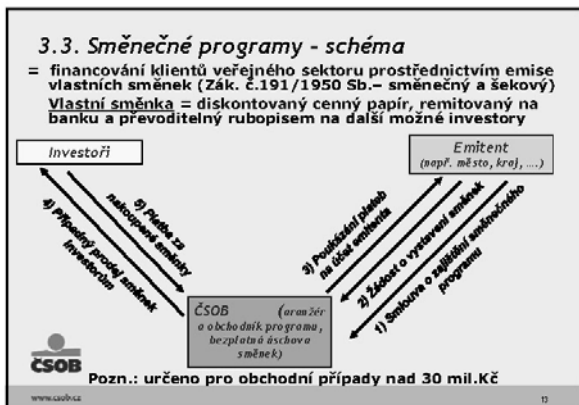 3.3. Směnečné programy - schéma
= financování klientů veřejného sektoru prostřednictvím emise
vlastních směnek (Zák. č.191/1950 Sb.– směnečný a šekový)
Vlastní směnka = diskontovaný cenný papír, remitovaný na
banku a převoditelný rubopisem na další možné investory
Investoři
Emitent
(např. město, kraj, ....)
5) Platba za
nakoupené směnky
4) Případný prodej směnek
investorům
3) Poukázání plateb
na účet emitenta
2) Žádost o vystavení směnek
1) Smlouva o zajištění směnečného
programu
ČSOB (aranžér
a obchodník programu,
bezplatná úschova
směnek)
ČSOB
Pozn.: určeno pro obchodní případy nad 30 mil.Kč
www.csob.cz
13